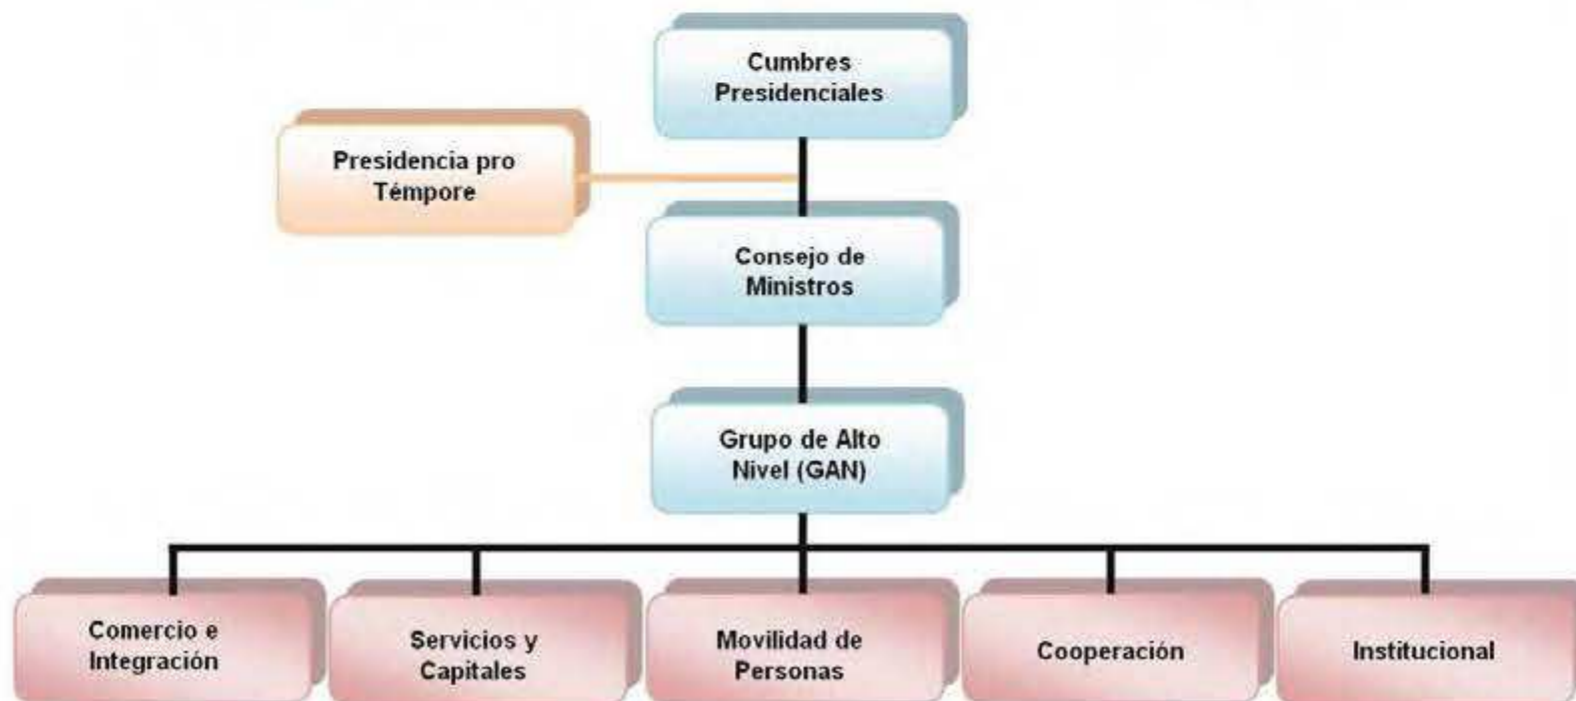 Cumbres
Presidenciales
Presidencia pro
Témpore
Consejo de
Ministros
Grupo de Alto
Nivel (GAN)
Comercio e
Integración
Servicios y
Capitales
Movilidad de
Personas
Cooperación
Institucional